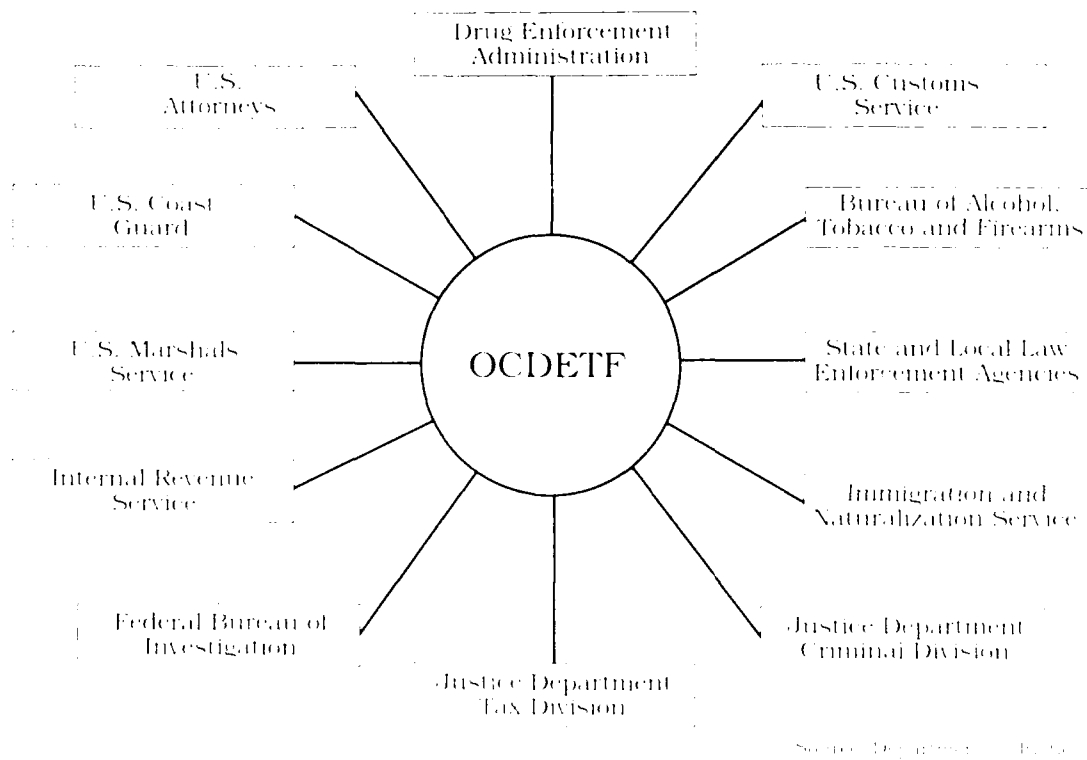 Drug Enforcement
Administration
U.S.
Attorneys
U.S. Customs
Service
U.S. Coast
Guard
Bureau of Alcohol,
Tobacco and Firearms
U.S. Marshals
Service
OCDETF
State and Local Law
Enforcement Agencies
Internal Revenue
Service
Immigration and
Naturalization Service
Federal Bureau of
Investigation
Justice Department
Criminal Division
Justice Department
Tax Division